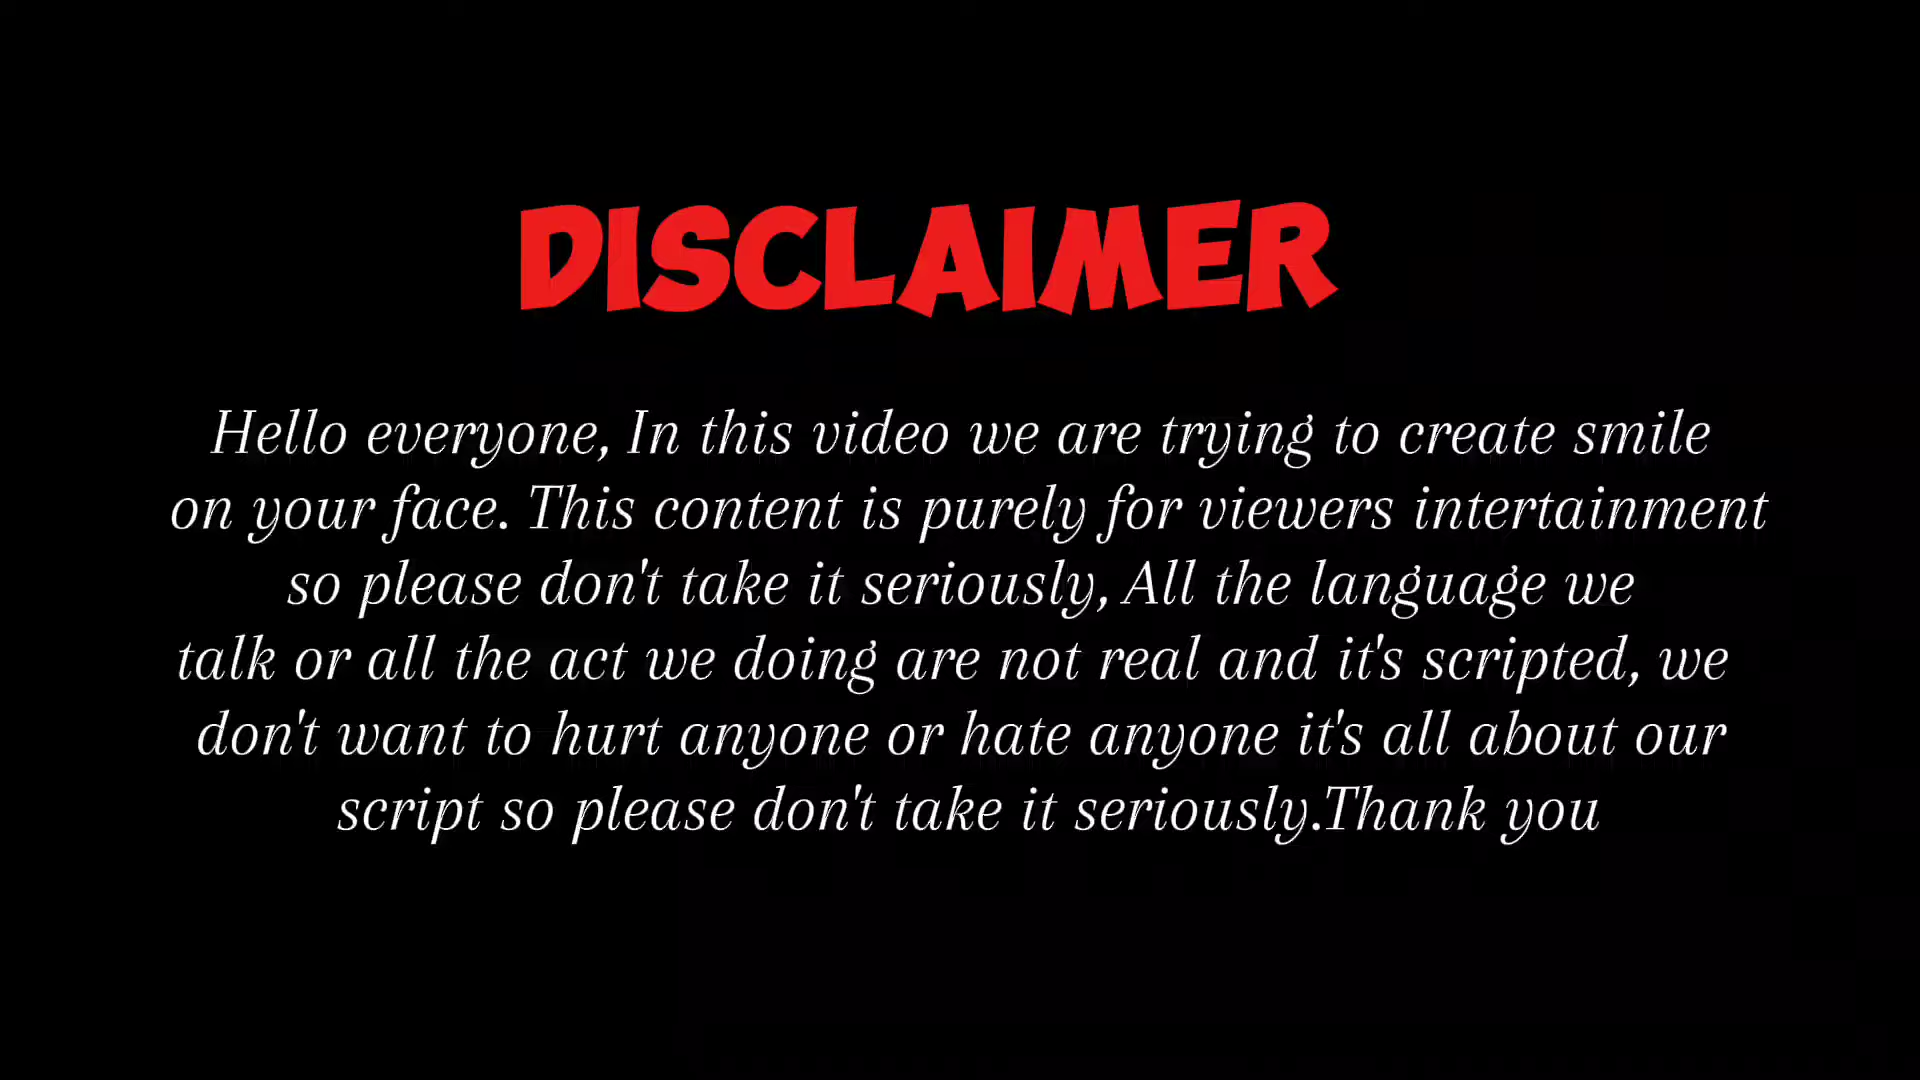 DISCLAIMER
Hello everyone, In this video we are trying to create smile
on your face. This content is purely for viewers intertainment
so please don't take it seriously, All the language we
talk or all the act we doing are not real and it's scripted, we
don't want to hurt anyone or hate anyone it's all about our
script so please don't take it seriously.Thank you